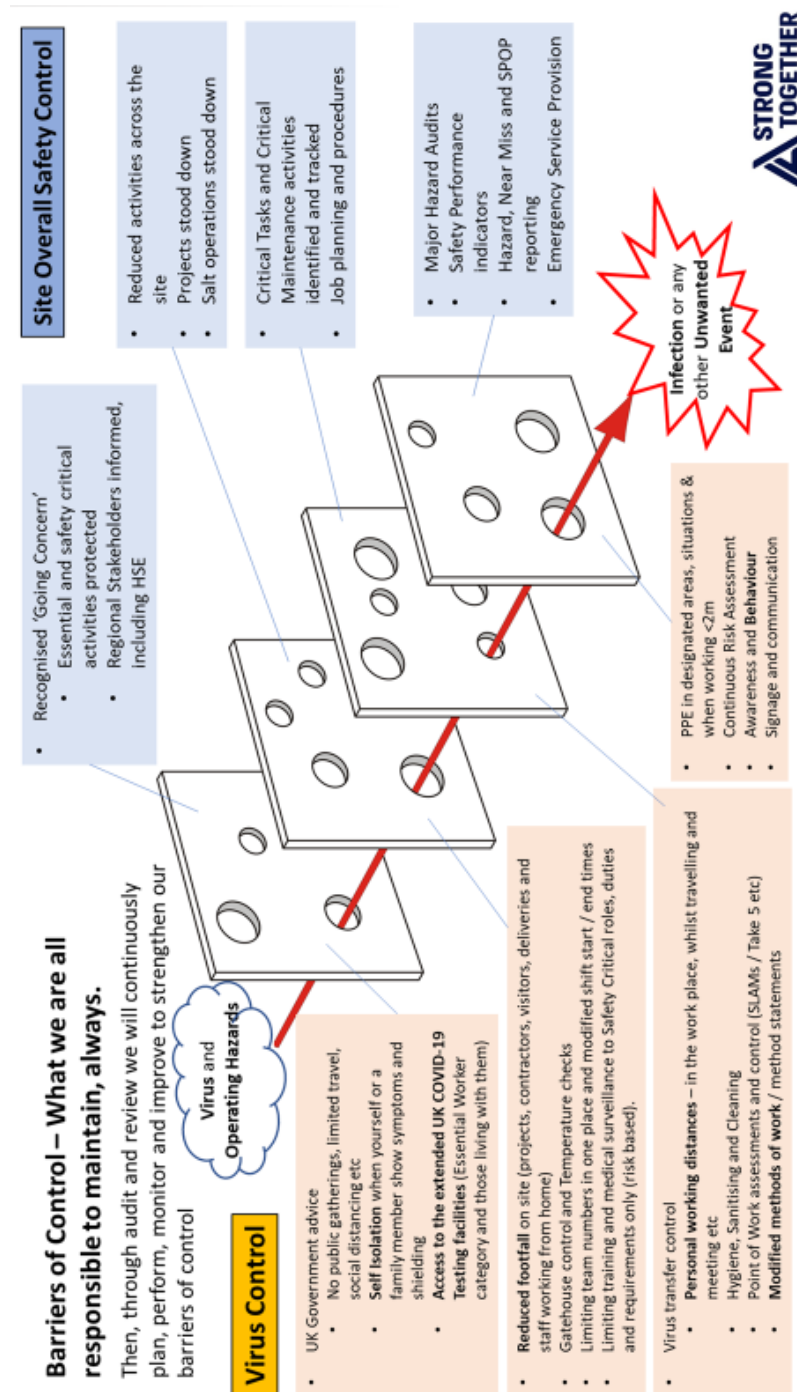 Barriers of Control – What we are all
responsible to maintain, always.
Then, through audit and review we will continuously
plan, perform, monitor and improve to strengthen our
barriers of control
Site Overall Safety Control
• Recognised ‘Going Concern’
• Essential and safety critical
activities protected
• Regional Stakeholders informed,
including HSE
• Reduced activities across the
site
• Projects stood down
• Salt operations stood down
• Critical Tasks and Critical
Maintenance activities
identified and tracked
• Job planning and procedures
• Major Hazard Audits
• Safety Performance
indicators
• Hazard, Near Miss and SPOP
reporting
• Emergency Service Provision
Virus and
Operating Hazards
Infection or any
other Unwanted
Event
Virus Control
• UK Government advice
• No public gatherings, limited travel,
social distancing etc
• Self Isolation when yourself or a
family member show symptoms and
shielding
• Access to the extended UK COVID-19
Testing facilities (Essential Worker
category and those living with them)
• Reduced footfall on site (projects, contractors, visitors, deliveries and
staff working from home)
• Gatehouse control and Temperature checks
• Limiting team numbers in one place and modified shift start / end times
• Limiting training and medical surveillance to Safety Critical roles, duties
and requirements only (risk based).
• Virus transfer control
• Personal working distances – in the work place, whilst travelling and
meeting etc
• Hygiene, Sanitising and Cleaning
• Point of Work assessments and control (SLAMs / Take 5 etc)
• Modified methods of work / method statements
• PPE in designated areas, situations &
when working <2m
• Continuous Risk Assessment
• Awareness and Behaviour
• Signage and communication
STRONG
TOGETHER